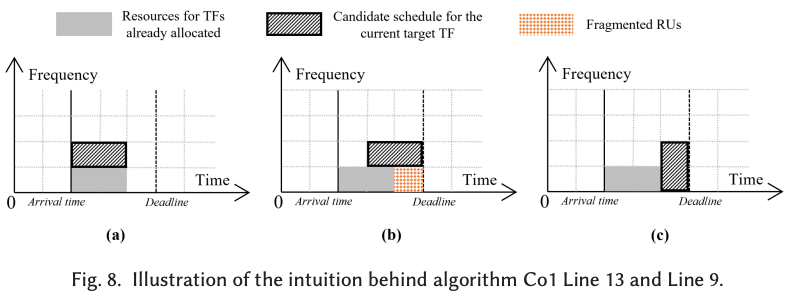 Resources for TFs
already allocated
Candidate schedule for the
current target TF
Fragmented RUs
Frequency
Time
0
Arrival time
Deadline
(a)
Frequency
Time
0
Arrival time
Deadline
(b)
Frequency
Time
0
Arrival time
Deadline
(c)
Fig. 8. Illustration of the intuition behind algorithm Co1 Line 13 and Line 9.